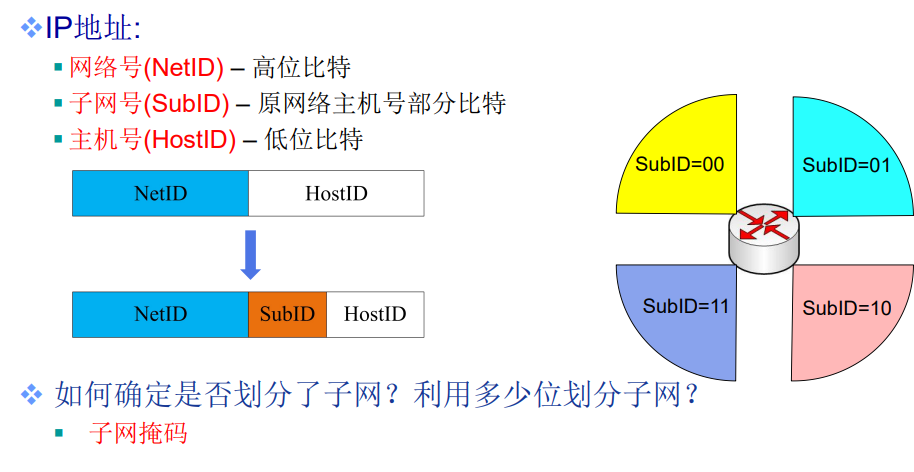 IP地址:
网络号(NetID) – 高位比特
子网号(SubID) – 原网络主机号部分比特
主机号(HostID) – 低位比特
NetID HostID
NetID SubID HostID
SubID=00 SubID=01
SubID=11 SubID=10
如何确定是否划分了子网？利用多少位划分子网？
子网掩码